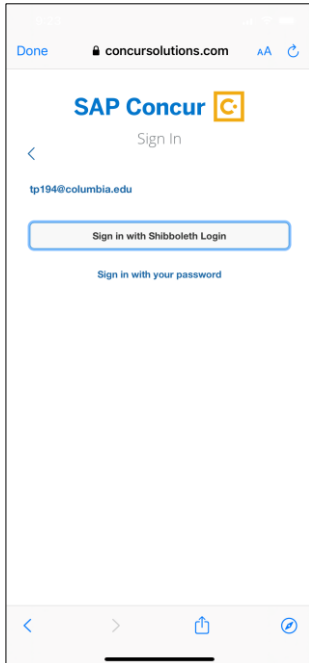 Done
concursolutions.com
AA
SAP Concur C
Sign In
tp194@columbia.edu
Sign in with Shibboleth Login
Sign in with your password